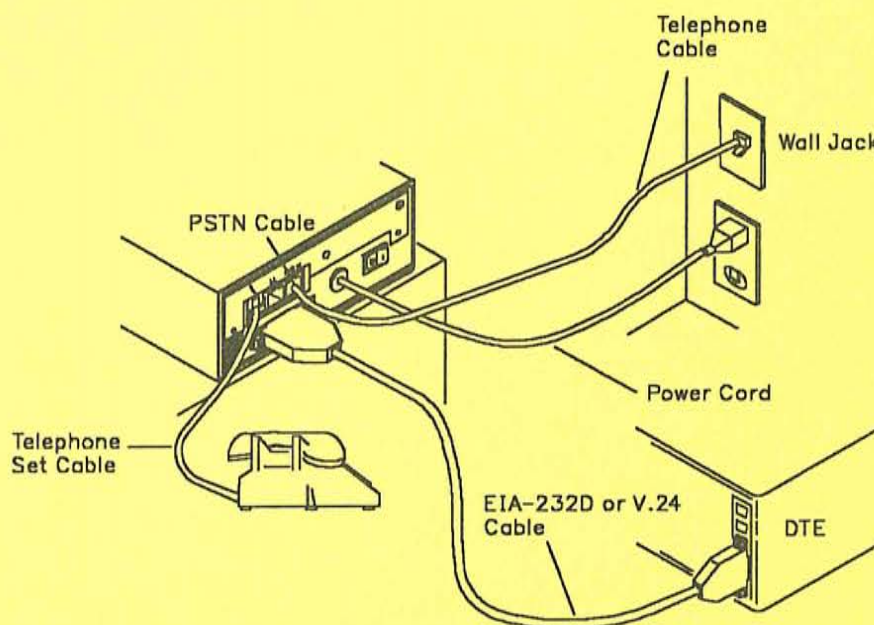 Telephone
Cable
Wall Jack
PSTN Cable
Power Cord
Telephone
Set Cable
EIA-232D or V.24
Cable
DTE